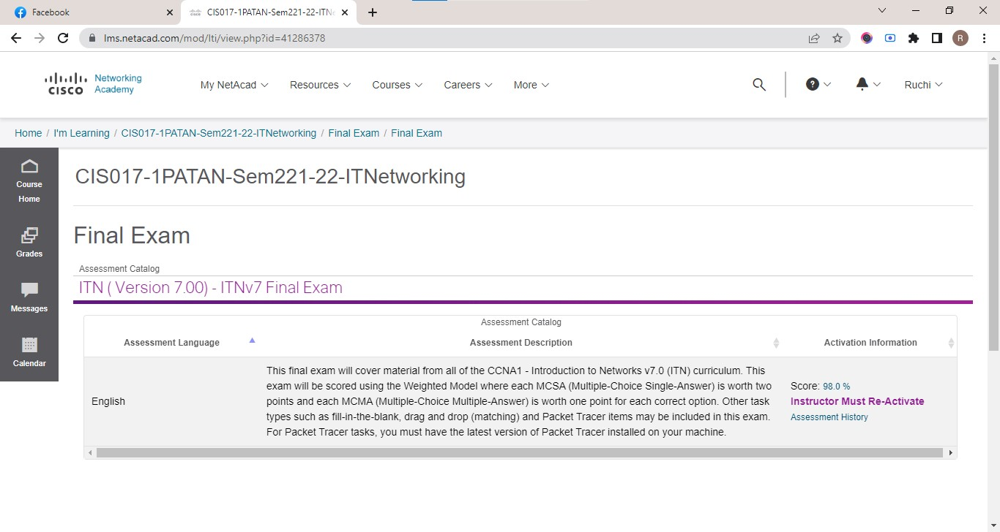 Facebook
CIS017-1PATAN-Sem221-22-ITN
lms.netacad.com/mod/lti/view.php?id=41286378
R
cisco
Networking
Academy
My NetAcad
Resources
Courses
Careers
More
?
Ruchi
Home / I'm Learning / CIS017-1PATAN-Sem221-22-ITNetworking / Final Exam / Final Exam
Course
Home
Grades
Messages
Calendar
CIS017-1PATAN-Sem221-22-ITNetworking
Final Exam
Assessment Catalog
ITN ( Version 7.00) - ITNv7 Final Exam
Assessment Catalog
Assessment Language
Assessment Description
Activation Information
English
This final exam will cover material from all of the CCNA1 - Introduction to Networks v7.0 (ITN) curriculum. This
exam will be scored using the Weighted Model where each MCSA (Multiple-Choice Single-Answer) is worth two
points and each MCMA (Multiple-Choice Multiple-Answer) is worth one point for each correct option. Other task
types such as fill-in-the-blank, drag and drop (matching) and Packet Tracer items may be included in this exam.
For Packet Tracer tasks, you must have the latest version of Packet Tracer installed on your machine.
Score: 98.0 %
Instructor Must Re-Activate
Assessment History